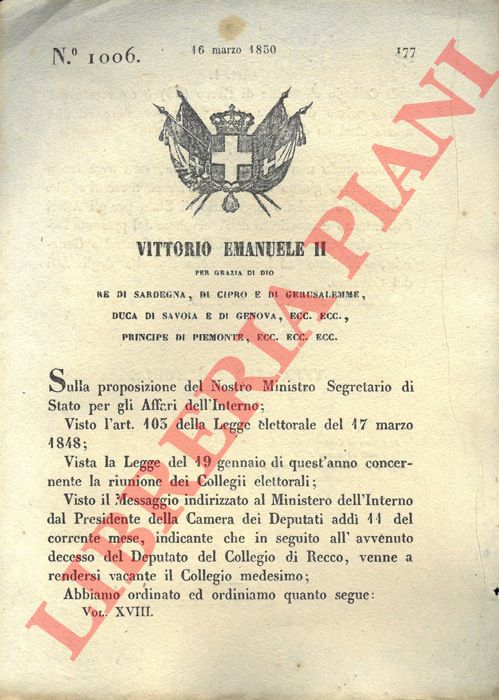 N.º 1006.
16 marzo 1850
177
VITTORIO EMANUELE II
PER GRAZIA DI DIO
RE DI SARDEGNA, DI CIPRO E DI GERUSALEMME,
DUCA DI SAVOIA E DI GENOVA, ECC. ECC.,
PRINCIPE DI PIEMONTE, ECC. ECC. ECC.
Sulla proposizione del Nostro Ministro Segretario di
Stato per gli Affari dell'Interno;
Visto l'art. 103 della Legge elettorale del 17 marzo
1848;
Vista la Legge del 19 gennaio di quest'anno concer-
nente la riunione dei Collegii elettorali;
Visto il Messaggio indirizzato al Ministero dell'Interno
dal Presidente della Camera dei Deputati addì 11 del
corrente mese, indicante che in seguito all' avvenuto
decesso del Deputato del Collegio di Recco, venne a
rendersi vacante il Collegio medesimo;
Abbiamo ordinato ed ordiniamo quanto segue:
VOL. XVIII.
LIBRERIA PIANI